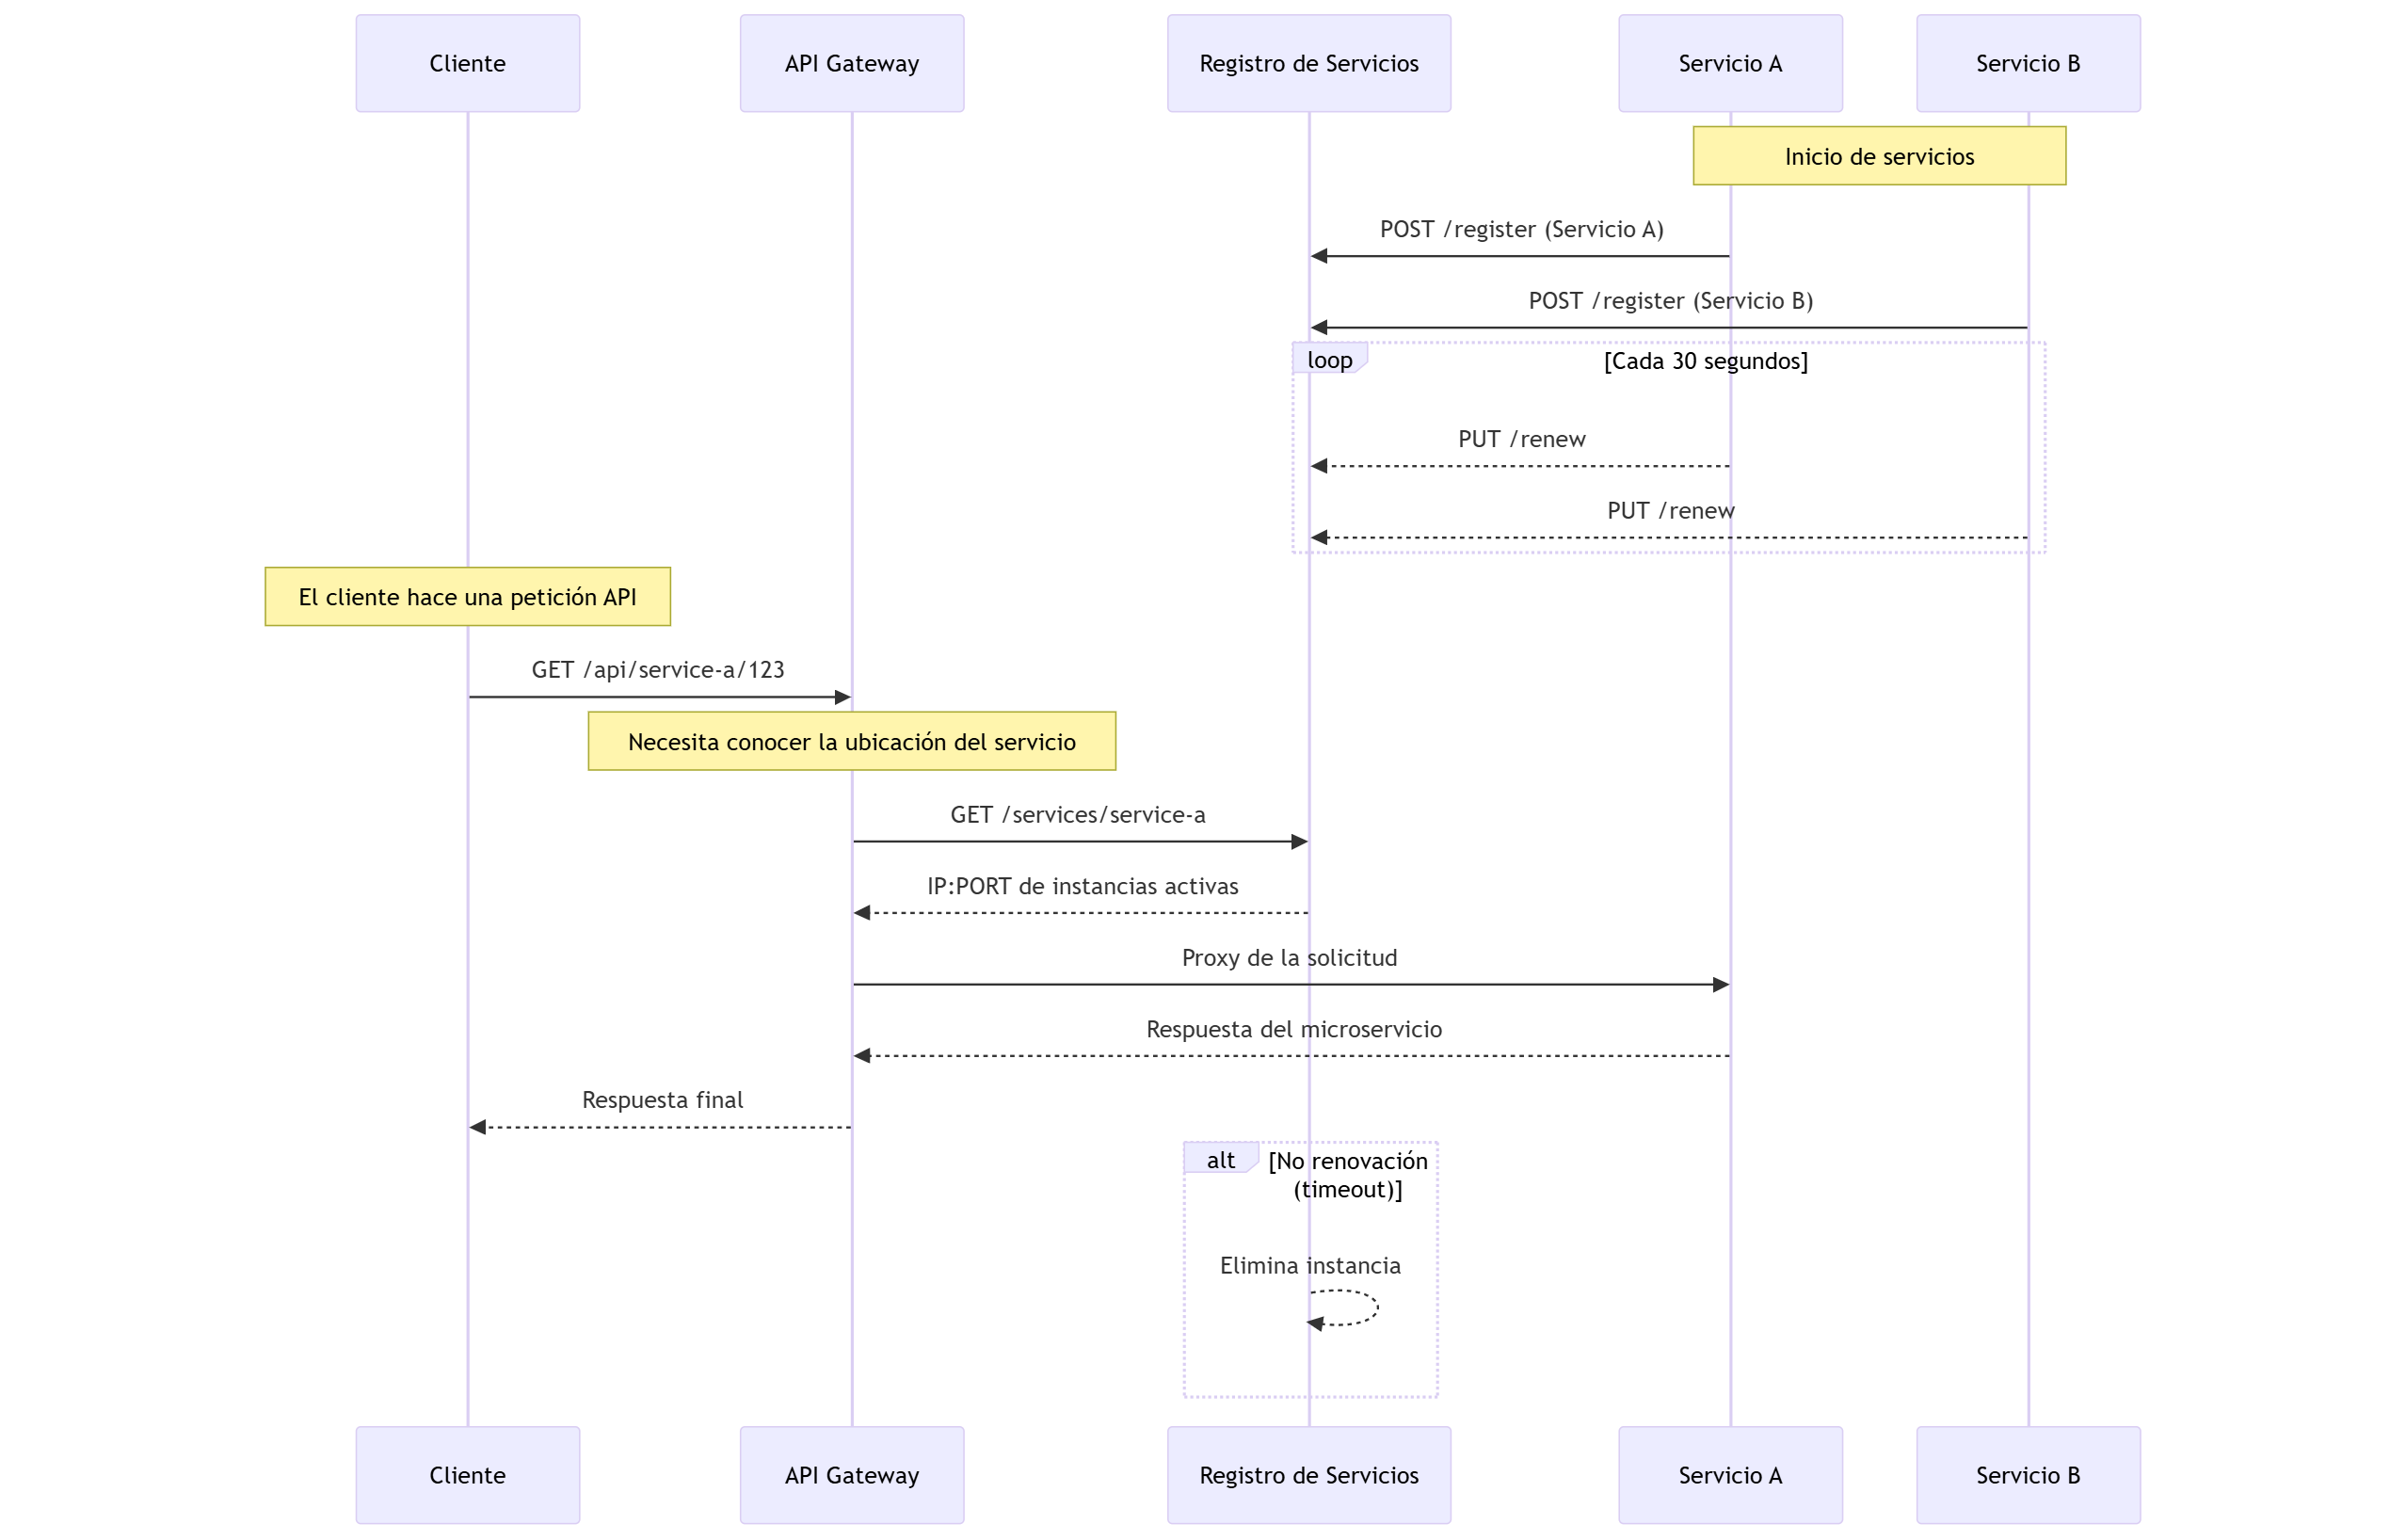 Cliente
API Gateway
Registro de Servicios
Servicio A
Servicio B
Inicio de servicios
POST /register (Servicio A)
POST /register (Servicio B)
loop
[Cada 30 segundos]
PUT /renew
PUT /renew
El cliente hace una petición API
GET /api/service-a/123
Necesita conocer la ubicación del servicio
GET /services/service-a
IP:PORT de instancias activas
Proxy de la solicitud
Respuesta del microservicio
Respuesta final
alt
[No renovación
(timeout)]
Elimina instancia
Cliente
API Gateway
Registro de Servicios
Servicio A
Servicio B